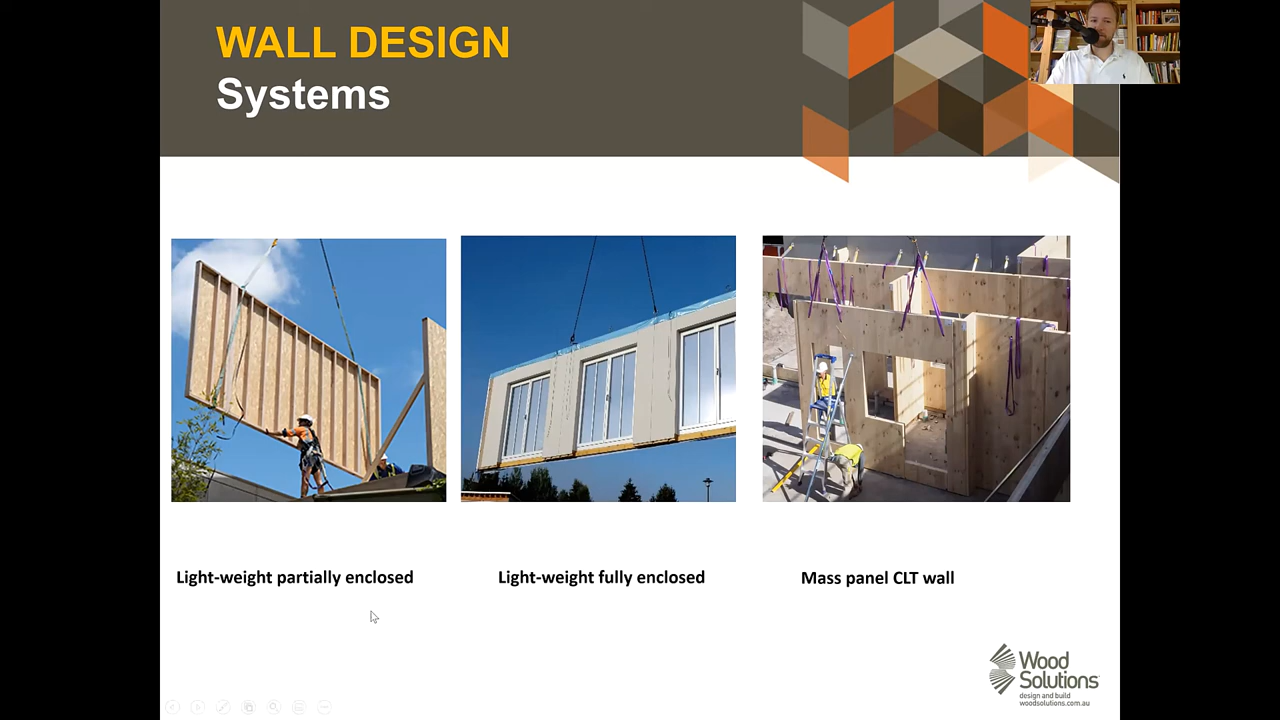 WALL DESIGN
Systems
Light-weight partially enclosed
Light-weight fully enclosed
Mass panel CLT wall
Wood
Solutions
design and build
woodsolutions.com.au